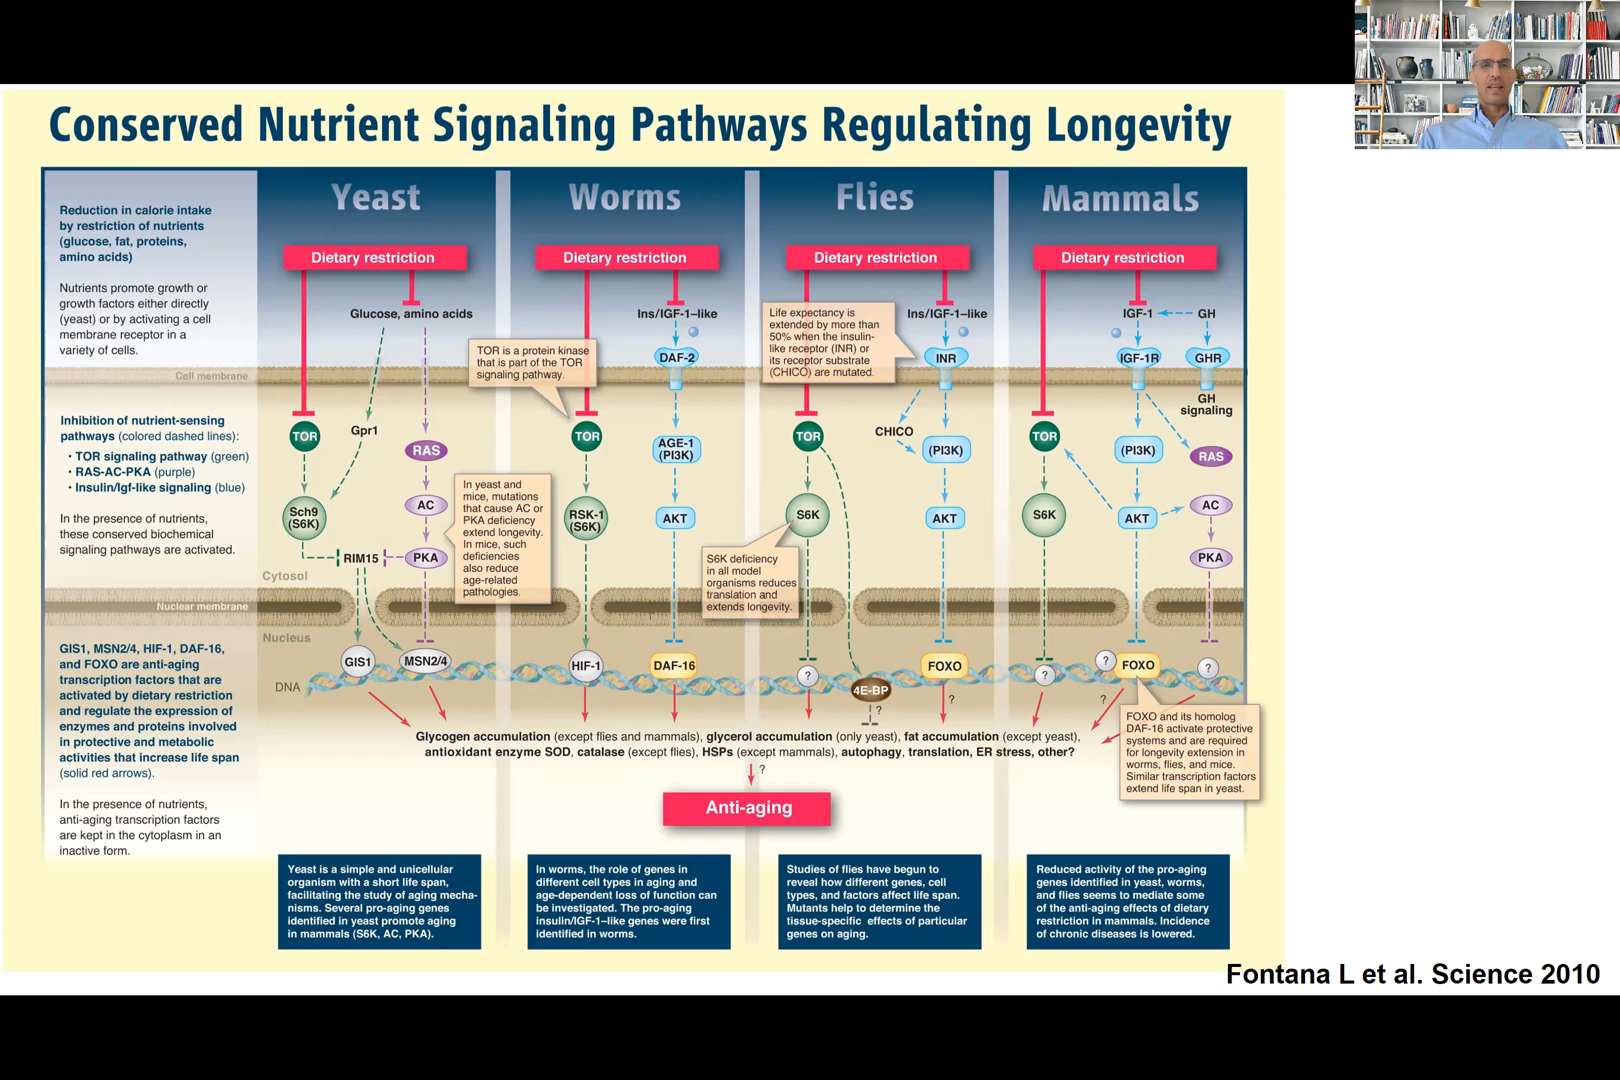 Conserved Nutrient Signaling Pathways Regulating Longevity
Reduction in calorie intake
by restriction of nutrients
(glucose, fat, proteins,
amino acids)
Nutrients promote growth or
growth factors either directly
(yeast) or by activating a cell
membrane receptor in a
variety of cells.
Cell membrane
Inhibition of nutrient-sensing
pathways (colored dashed lines):
• TOR signaling pathway (green)
• RAS-AC-PKA (purple)
• Insulin/Igf-like signaling (blue)
In the presence of nutrients,
these conserved biochemical
signaling pathways are activated.
Nuclear membrane
GIS1, MSN2/4, HIF-1, DAF-16,
and FOXO are anti-aging
transcription factors that are
activated by dietary restriction
and regulate the expression of
enzymes and proteins involved
in protective and metabolic
activities that increase life span
(solid red arrows).
In the presence of nutrients,
anti-aging transcription factors
are kept in the cytoplasm in an
inactive form.
Yeast
Dietary restriction
Glucose, amino acids
TOR
Gpr1
RAS
Sch9
(S6K)
AC
RIM15
PKA
Cytosol
Nucleus
GIS1
MSN2/4
DNA
In yeast and
mice, mutations
that cause AC or
PKA deficiency
extend longevity.
In mice, such
deficiencies
also reduce
age-related
pathologies.
Worms
Dietary restriction
Ins/IGF-1–like
TOR is a protein kinase
that is part of the TOR
signaling pathway.
DAF-2
TOR
AGE-1
(PI3K)
RSK-1
(S6K)
AKT
HIF-1
DAF-16
Flies
Dietary restriction
Life expectancy is
extended by more than
50% when the insulin-
like receptor (INR) or
its receptor substrate
(CHICO) are mutated.
Ins/IGF-1–like
INR
TOR
CHICO
(PI3K)
S6K
AKT
S6K deficiency
in all model
organisms reduces
translation and
extends longevity.
?
4E-BP
?
FOXO
?
Mammals
Dietary restriction
IGF-1
GH
IGF-1R
GHR
GH
signaling
TOR
(PI3K)
RAS
S6K
AKT
AC
PKA
?
?
FOXO
?
?
FOXO and its homolog
DAF-16 activate protective
systems and are required
for longevity extension in
worms, flies, and mice.
Similar transcription factors
extend life span in yeast.
Glycogen accumulation (except flies and mammals), glycerol accumulation (only yeast), fat accumulation (except yeast),
antioxidant enzyme SOD, catalase (except flies), HSPs (except mammals), autophagy, translation, ER stress, other?
?
Anti-aging
Yeast is a simple and unicellular
organism with a short life span,
facilitating the study of aging mecha-
nisms. Several pro-aging genes
identified in yeast promote aging
in mammals (S6K, AC, PKA).
In worms, the role of genes in
different cell types in aging and
age-dependent loss of function can
be investigated. The pro-aging
insulin/IGF-1–like genes were first
identified in worms.
Studies of flies have begun to
reveal how different genes, cell
types, and factors affect life span.
Mutants help to determine the
tissue-specific effects of particular
genes on aging.
Reduced activity of the pro-aging
genes identified in yeast, worms,
and flies seems to mediate some
of the anti-aging effects of dietary
restriction in mammals. Incidence
of chronic diseases is lowered.
Fontana L et al. Science 2010